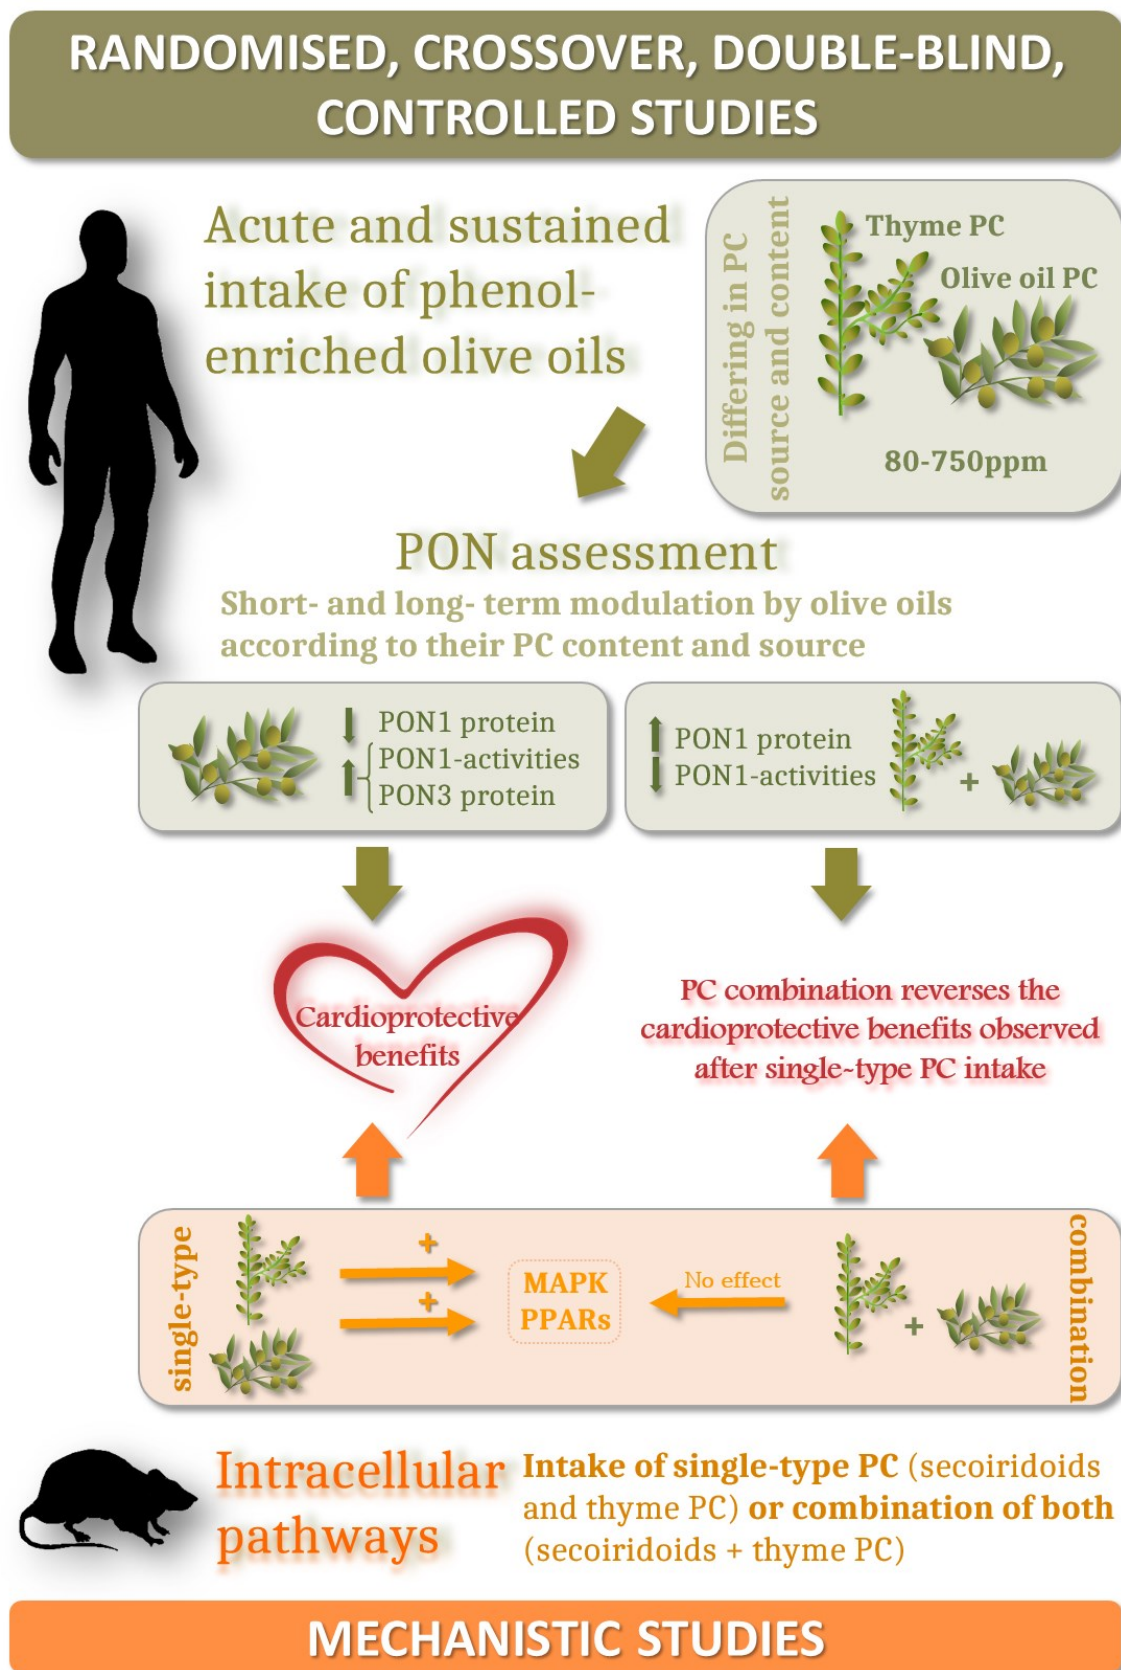 RANDOMISED, CROSSOVER, DOUBLE-BLIND,
CONTROLLED STUDIES
Acute and sustained
intake of phenol-
enriched olive oils
Differing in PC
source and content
Thyme PC
Olive oil PC
80-750ppm
PON assessment
Short- and long- term modulation by olive oils
according to their PC content and source
PON1 protein
PON1-activities
PON3 protein
PON1 protein
PON1-activities
+
Cardioprotective
benefits
PC combination reverses the
cardioprotective benefits observed
after single-type PC intake
single-type
+
+
MAPK
PPARs
No effect
+
combination
Intracellular
pathways
Intake of single-type PC (secoiridoids
and thyme PC) or combination of both
(secoiridoids + thyme PC)
MECHANISTIC STUDIES